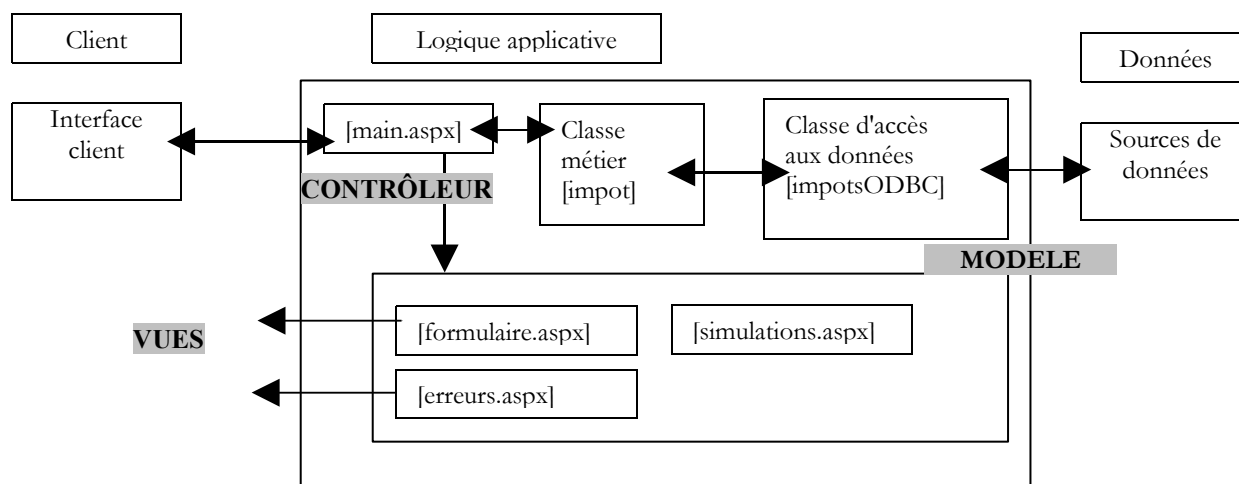 Client
Logique applicative
Données
Interface
client
[main.aspx]
CONTRÔLEUR
Classe
métier
[impot]
Classe d'accès
aux données
[impotsODBC]
Sources de
données
MODELE
VUES
[formulaire.aspx]
[simulations.aspx]
[erreurs.aspx]